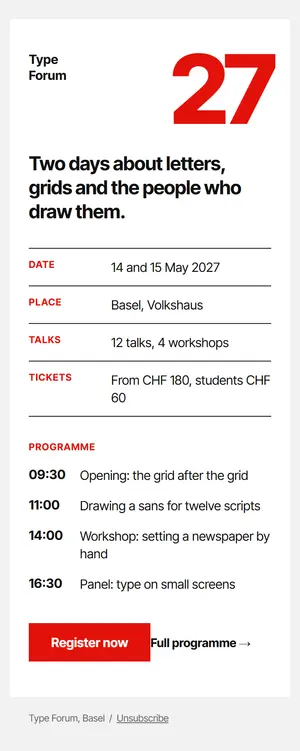 Type
Forum
27
Two days about letters,
grids and the people who
draw them.
DATE 14 and 15 May 2027
PLACE Basel, Volkshaus
TALKS 12 talks, 4 workshops
TICKETS From CHF 180, students CHF
60
PROGRAMME
09:30 Opening: the grid after the grid
11:00 Drawing a sans for twelve scripts
14:00 Workshop: setting a newspaper by
hand
16:30 Panel: type on small screens
Register now Full programme →
Type Forum, Basel / Unsubscribe